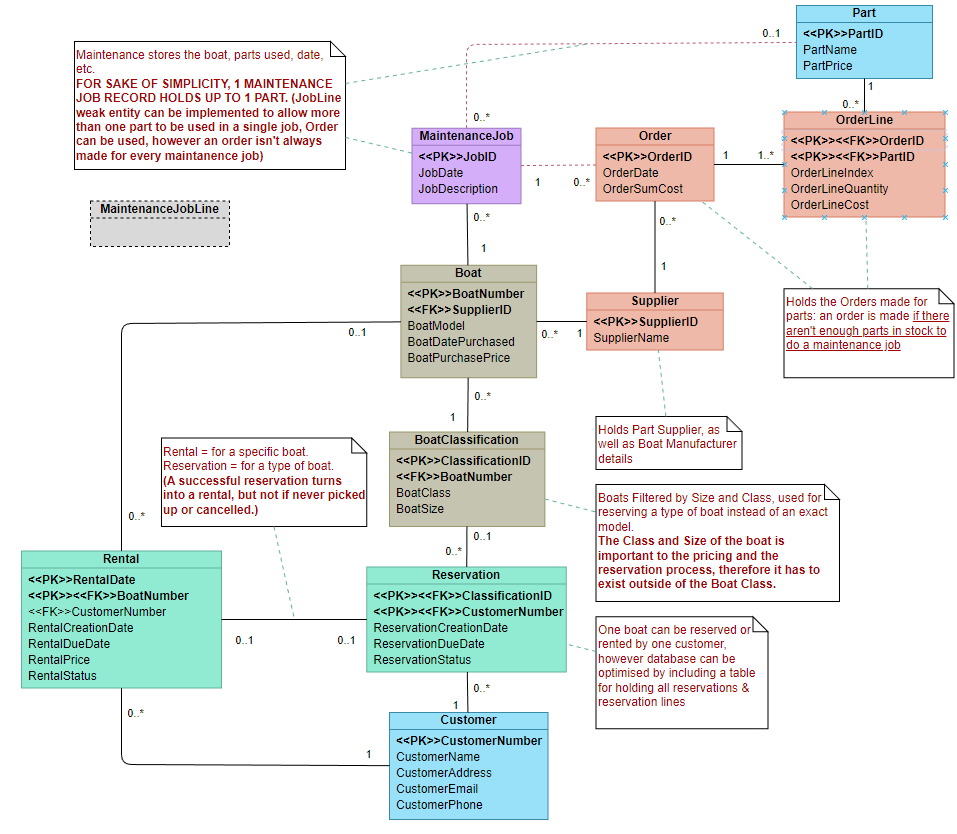 Part
<<PK>>PartID
PartName
PartPrice
0..1
1
0..*
Maintenance stores the boat, parts used, date,
etc.
FOR SAKE OF SIMPLICITY, 1 MAINTENANCE
JOB RECORD HOLDS UP TO 1 PART. (JobLine
weak entity can be implemented to allow more
than one part to be used in a single job, Order
can be used, however an order isn't always
made for every maintanence job)
0..*
MaintenanceJob
<<PK>>JobID
JobDate
JobDescription
1
0..*
Order
<<PK>>OrderID
OrderDate
OrderSumCost
1
1..*
OrderLine
<<PK>><<FK>>OrderID
<<PK>><<FK>>PartID
OrderLineIndex
OrderLineQuantity
OrderLineCost
MaintenanceJobLine
0..*
1
0..*
1
Boat
<<PK>>BoatNumber
<<FK>>SupplierID
BoatModel
BoatDatePurchased
BoatPurchasePrice
0..1
0..*
1
Supplier
<<PK>>SupplierID
SupplierName
Holds the Orders made for
parts: an order is made if there
aren't enough parts in stock to
do a maintenance job
0..*
1
Holds Part Supplier, as
well as Boat Manufacturer
details
BoatClassification
<<PK>>ClassificationID
<<FK>>BoatNumber
BoatClass
BoatSize
Rental = for a specific boat.
Reservation = for a type of boat.
(A successful reservation turns
into a rental, but not if never picked
up or cancelled.)
Boats Filtered by Size and Class, used for
reserving a type of boat instead of an exact
model.
The Class and Size of the boat is
important to the pricing and the
reservation process, therefore it has to
exist outside of the Boat Class.
0..*
0..1
0..*
Rental
<<PK>>RentalDate
<<PK>><<FK>>BoatNumber
<<FK>>CustomerNumber
RentalCreationDate
RentalDueDate
RentalPrice
RentalStatus
0..1
0..1
Reservation
<<PK>><<FK>>ClassificationID
<<PK>><<FK>>CustomerNumber
ReservationCreationDate
ReservationDueDate
ReservationStatus
One boat can be reserved or
rented by one customer,
however database can be
optimised by including a table
for holding all reservations &
reservation lines
0..*
0..*
1
1
Customer
<<PK>>CustomerNumber
CustomerName
CustomerAddress
CustomerEmail
CustomerPhone